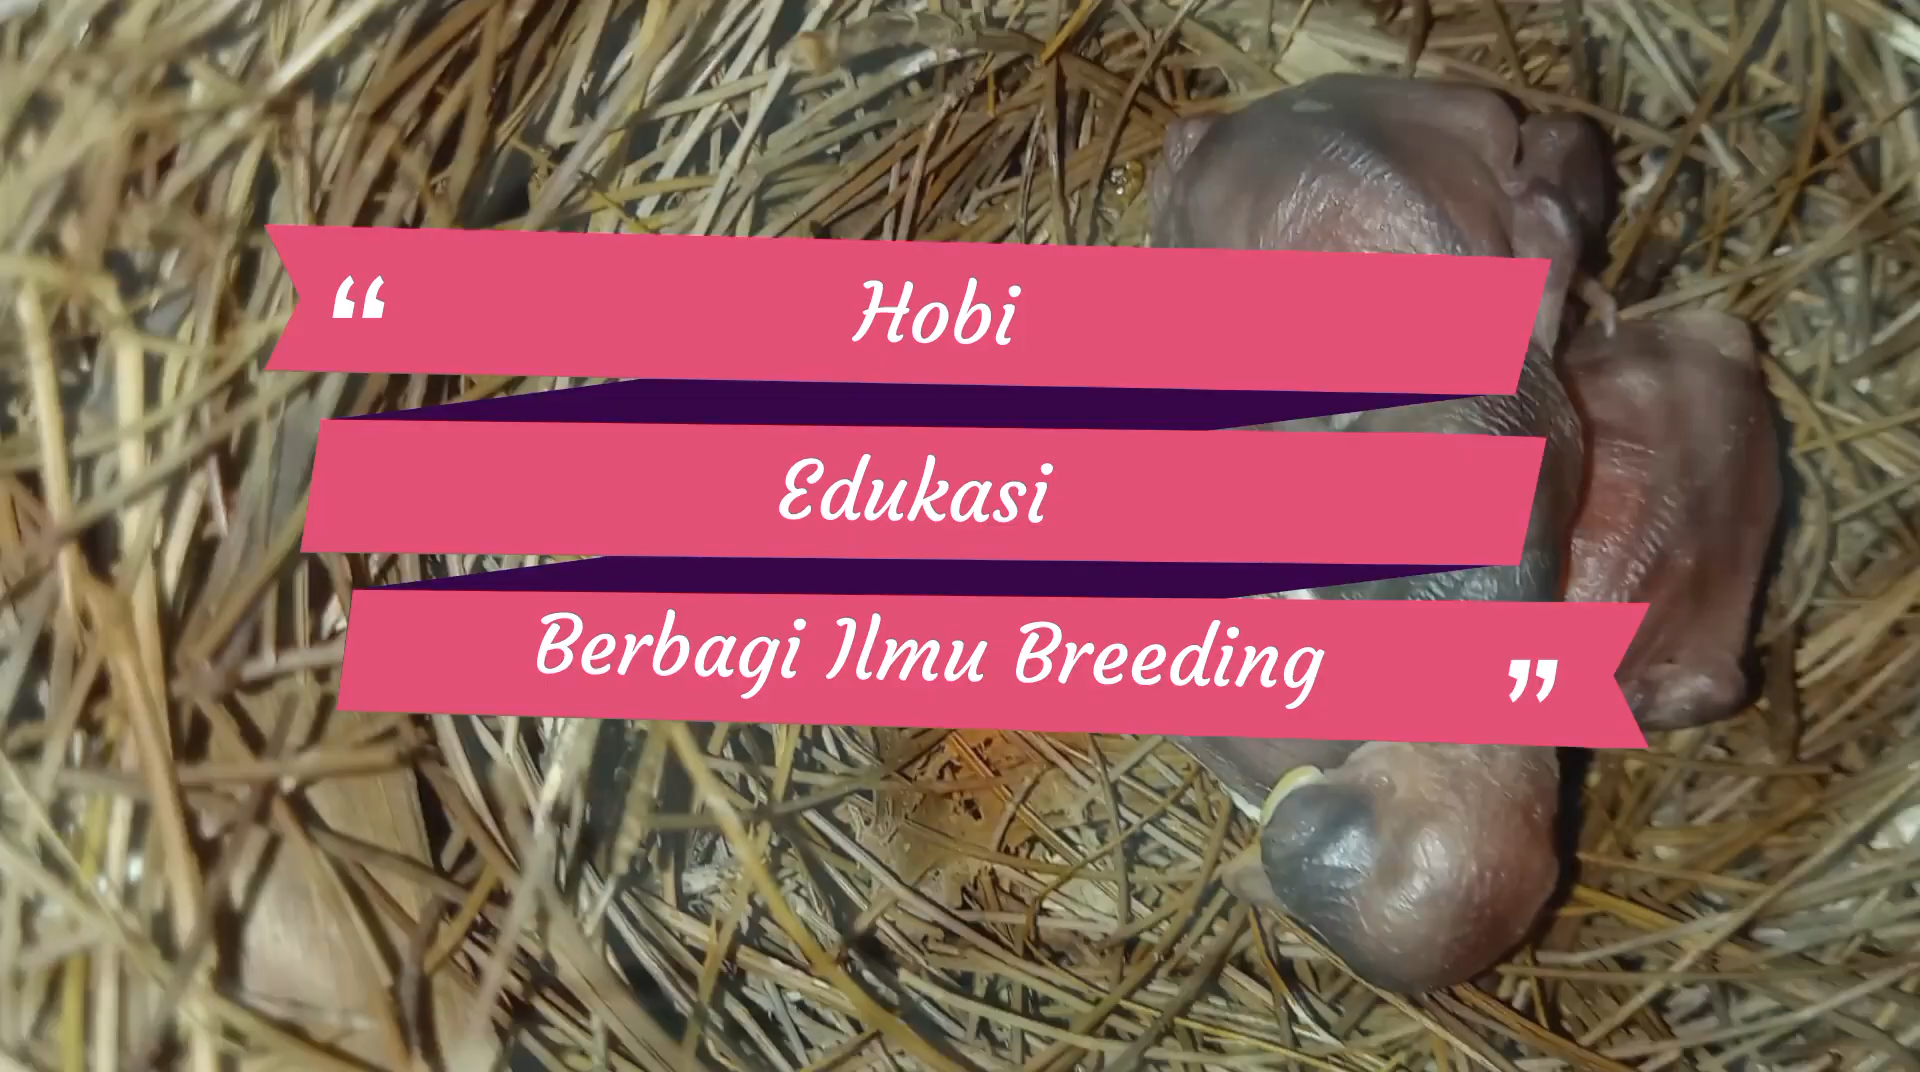 “ Hobi
Edukasi
Berbagi Ilmu Breeding ”